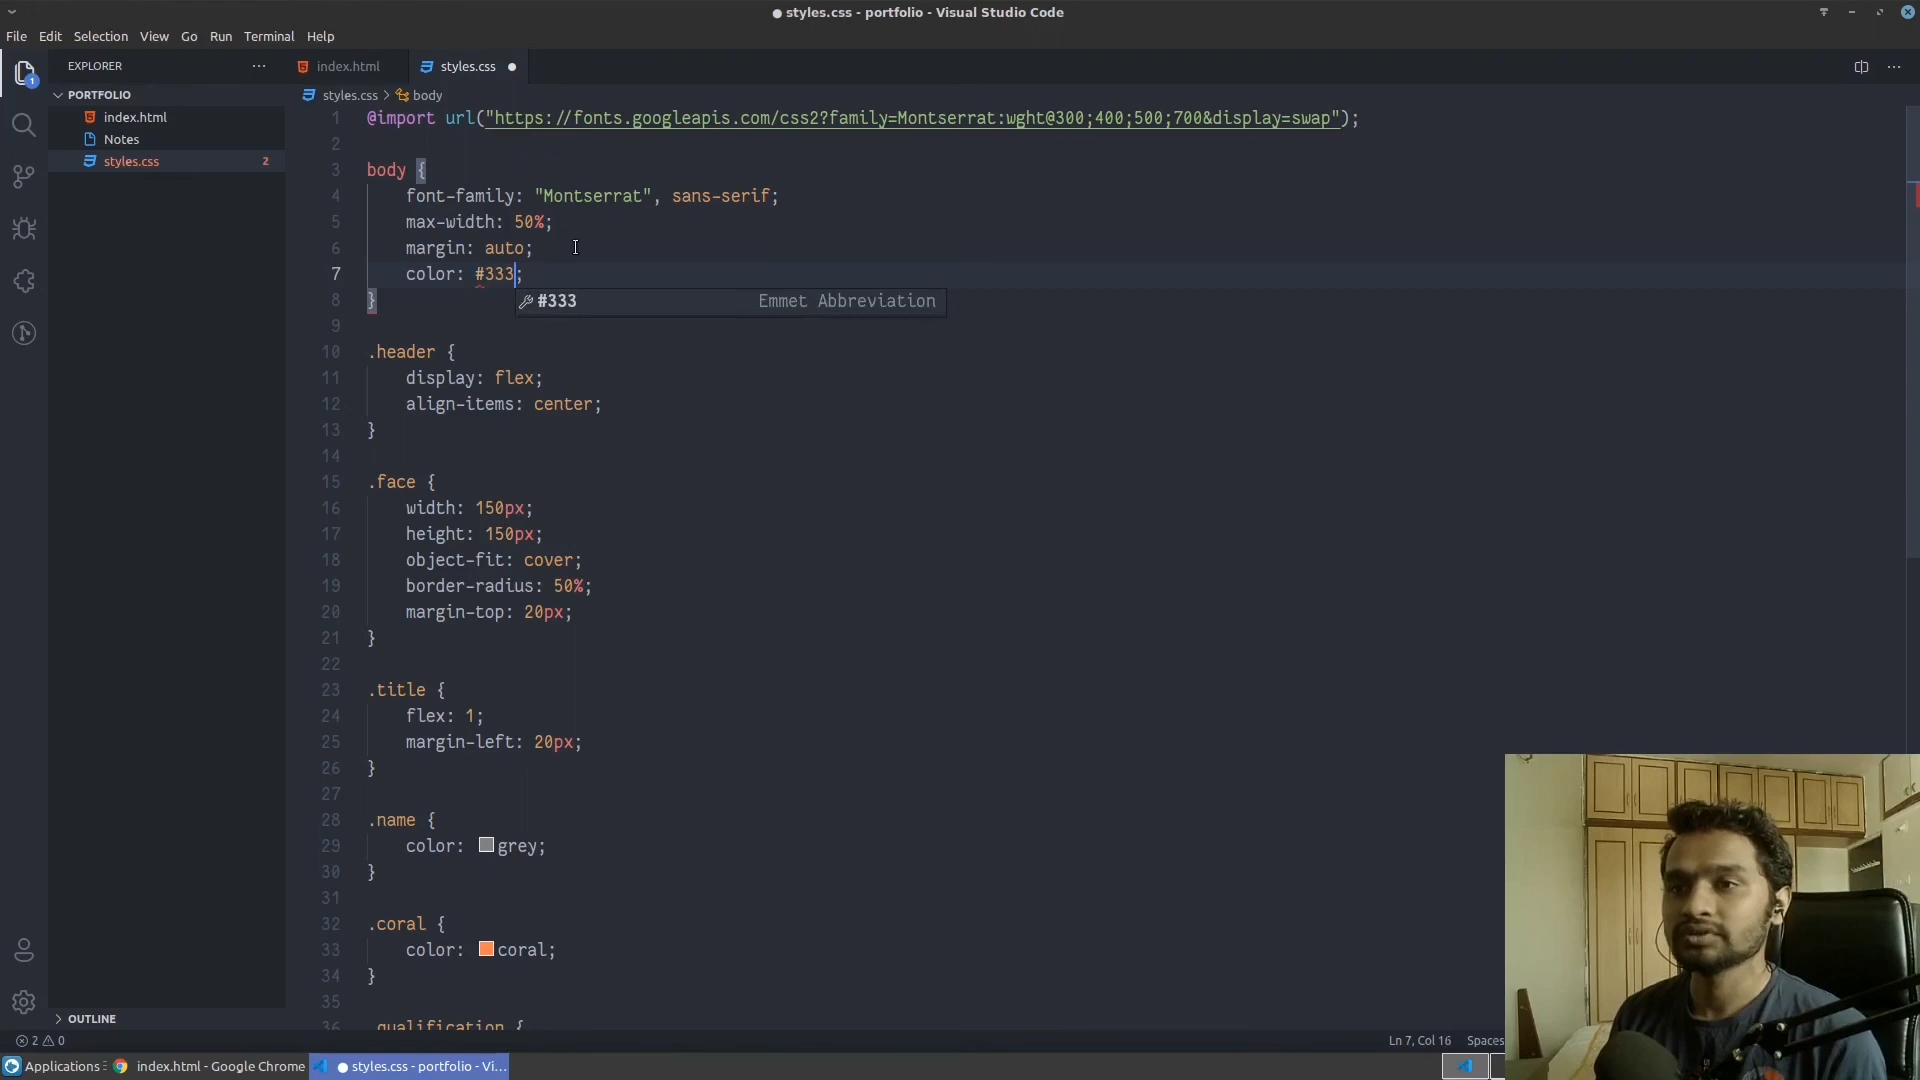 styles.css - portfolio - Visual Studio Code
File Edit Selection View Go Run Terminal Help
EXPLORER
index.html
styles.css
PORTFOLIO
index.html
Notes
styles.css 2
1
styles.css > body
1 @import url("https://fonts.googleapis.com/css2?family=Montserrat:wght@300;400;500;700&display=swap");
2
3 body {
4 font-family: "Montserrat", sans-serif;
5 max-width: 50%;
6 margin: auto;
7 color: #333;
8 }
#333 Emmet Abbreviation
9
10 .header {
11 display: flex;
12 align-items: center;
13 }
14
15 .face {
16 width: 150px;
17 height: 150px;
18 object-fit: cover;
19 border-radius: 50%;
20 margin-top: 20px;
21 }
22
23 .title {
24 flex: 1;
25 margin-left: 20px;
26 }
27
28 .name {
29 color: grey;
30 }
31
32 .coral {
33 color: coral;
34 }
35
36 .qualification {
OUTLINE
2 0
Ln 7, Col 16 Spaces
Applications
index.html - Google Chrome
styles.css - portfolio - Vi...